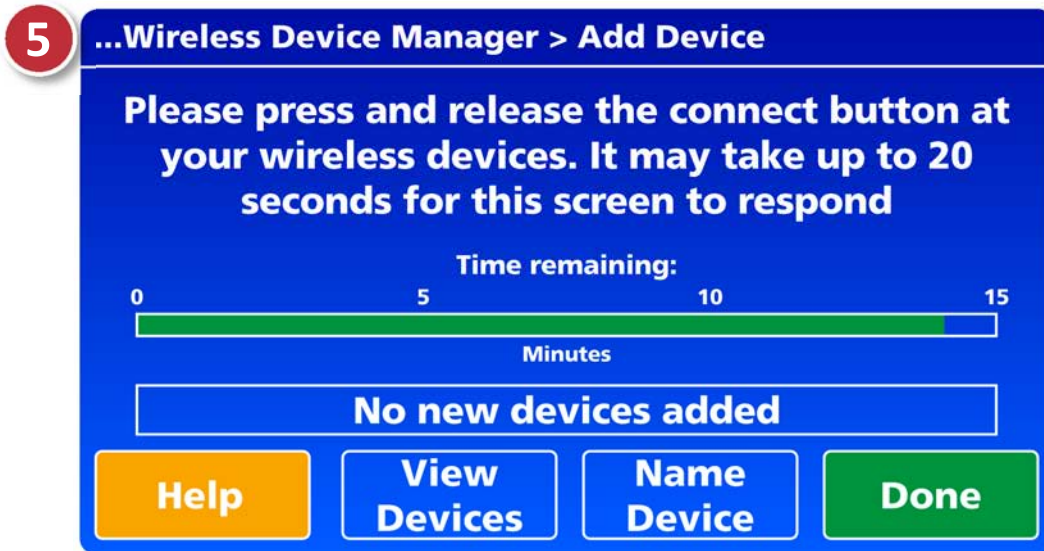 5
...Wireless Device Manager > Add Device
Please press and release the connect button at
your wireless devices. It may take up to 20
seconds for this screen to respond
Time remaining:
0 5 10 15
Minutes
No new devices added
Help
View
Devices
Name
Device
Done